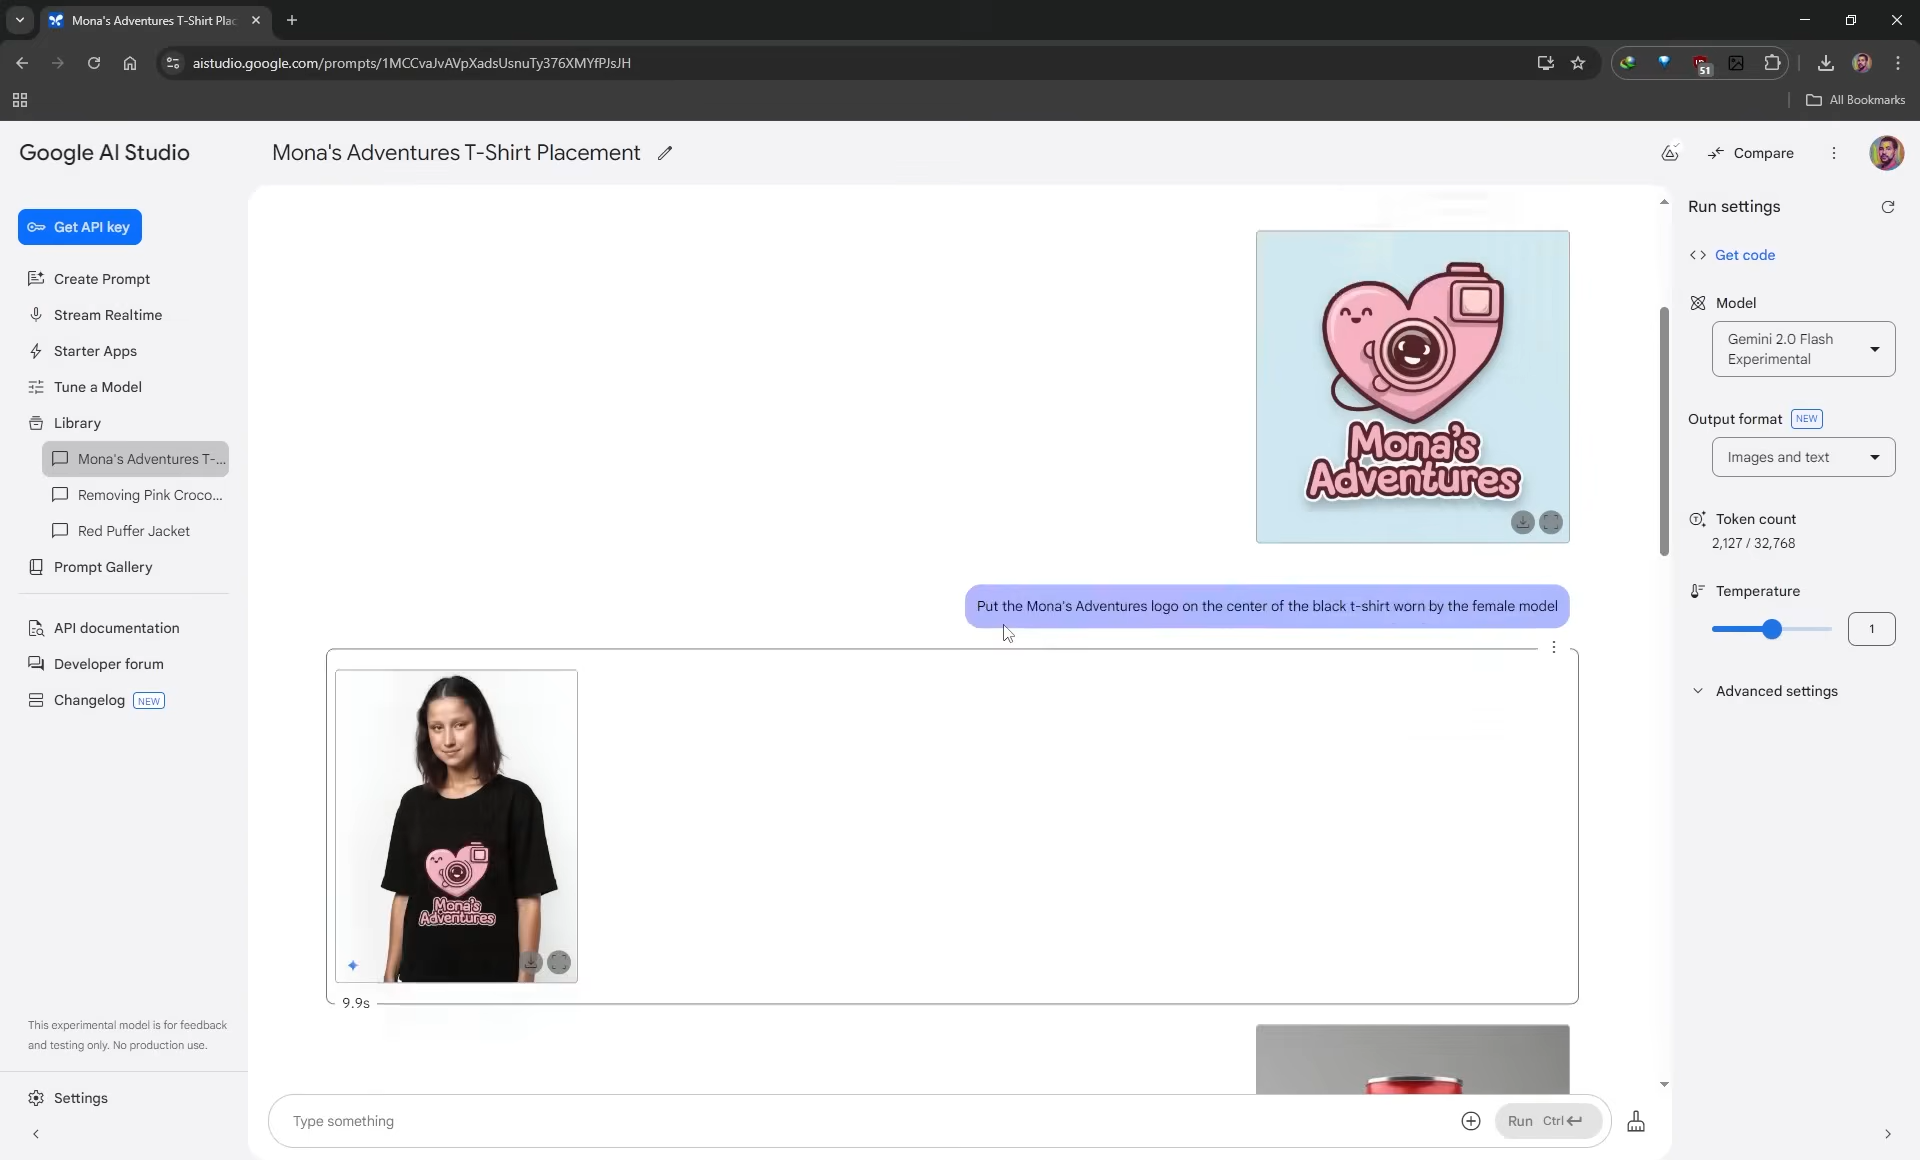 Mona's Adventures T-Shirt Plac
aistudio.google.com/prompts/1MCCvaJvAVpXadsUsnuTy376XMYfPJsJH
51
All Bookmarks
Google AI Studio
Mona's Adventures T-Shirt Placement
Compare
Get API key
Create Prompt
Stream Realtime
Starter Apps
Tune a Model
Library
Mona's Adventures T-...
Removing Pink Croco...
Red Puffer Jacket
Prompt Gallery
API documentation
Developer forum
Changelog NEW
This experimental model is for feedback
and testing only. No production use.
Settings
Mona's
Adventures
Put the Mona's Adventures logo on the center of the black t-shirt worn by the female model
Mona's
Adventures
9.9s
Type something
Run Ctrl
Run settings
Get code
Model
Gemini 2.0 Flash
Experimental
Output format NEW
Images and text
Token count
2,127 / 32,768
Temperature
1
Advanced settings